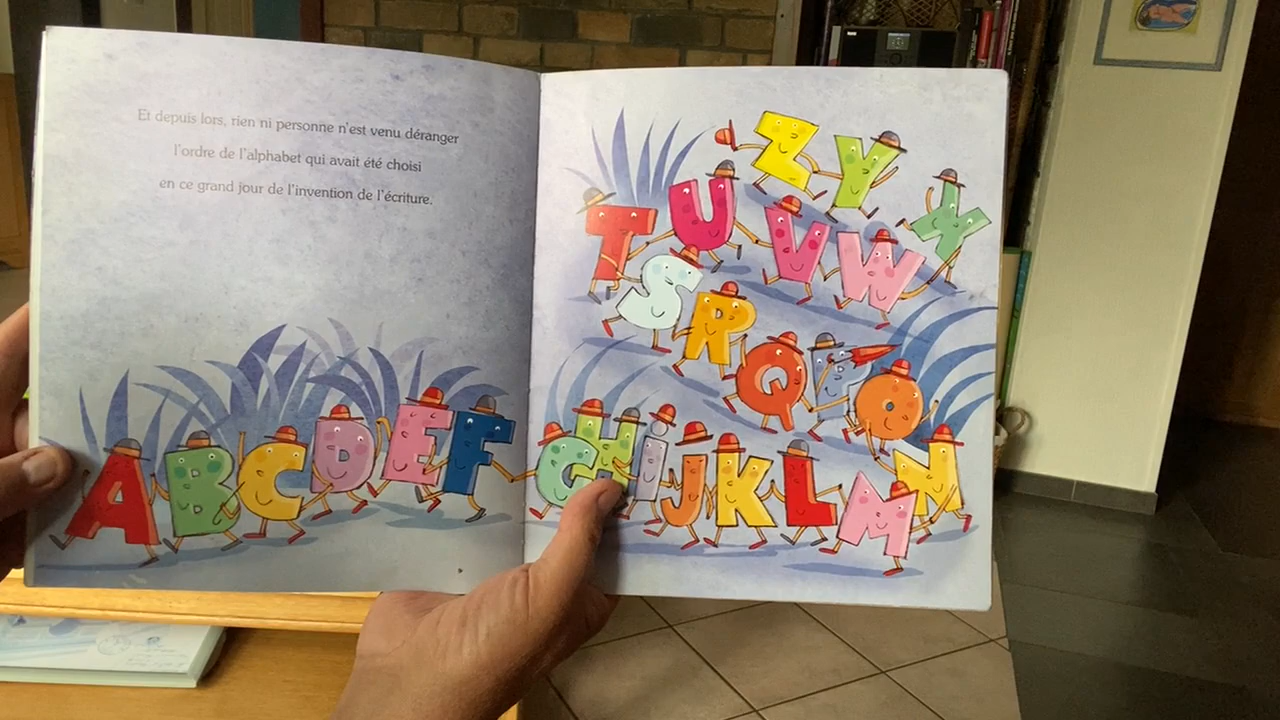 Et depuis lors, rien ni personne n'est venu déranger
l'ordre de l'alphabet qui avait été choisi
en ce grand jour de l'invention de l'écriture.
Z Y
T U V W X
S R Q P O
A B C D E F G H i J K L M N